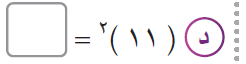 د (١١)٢ =